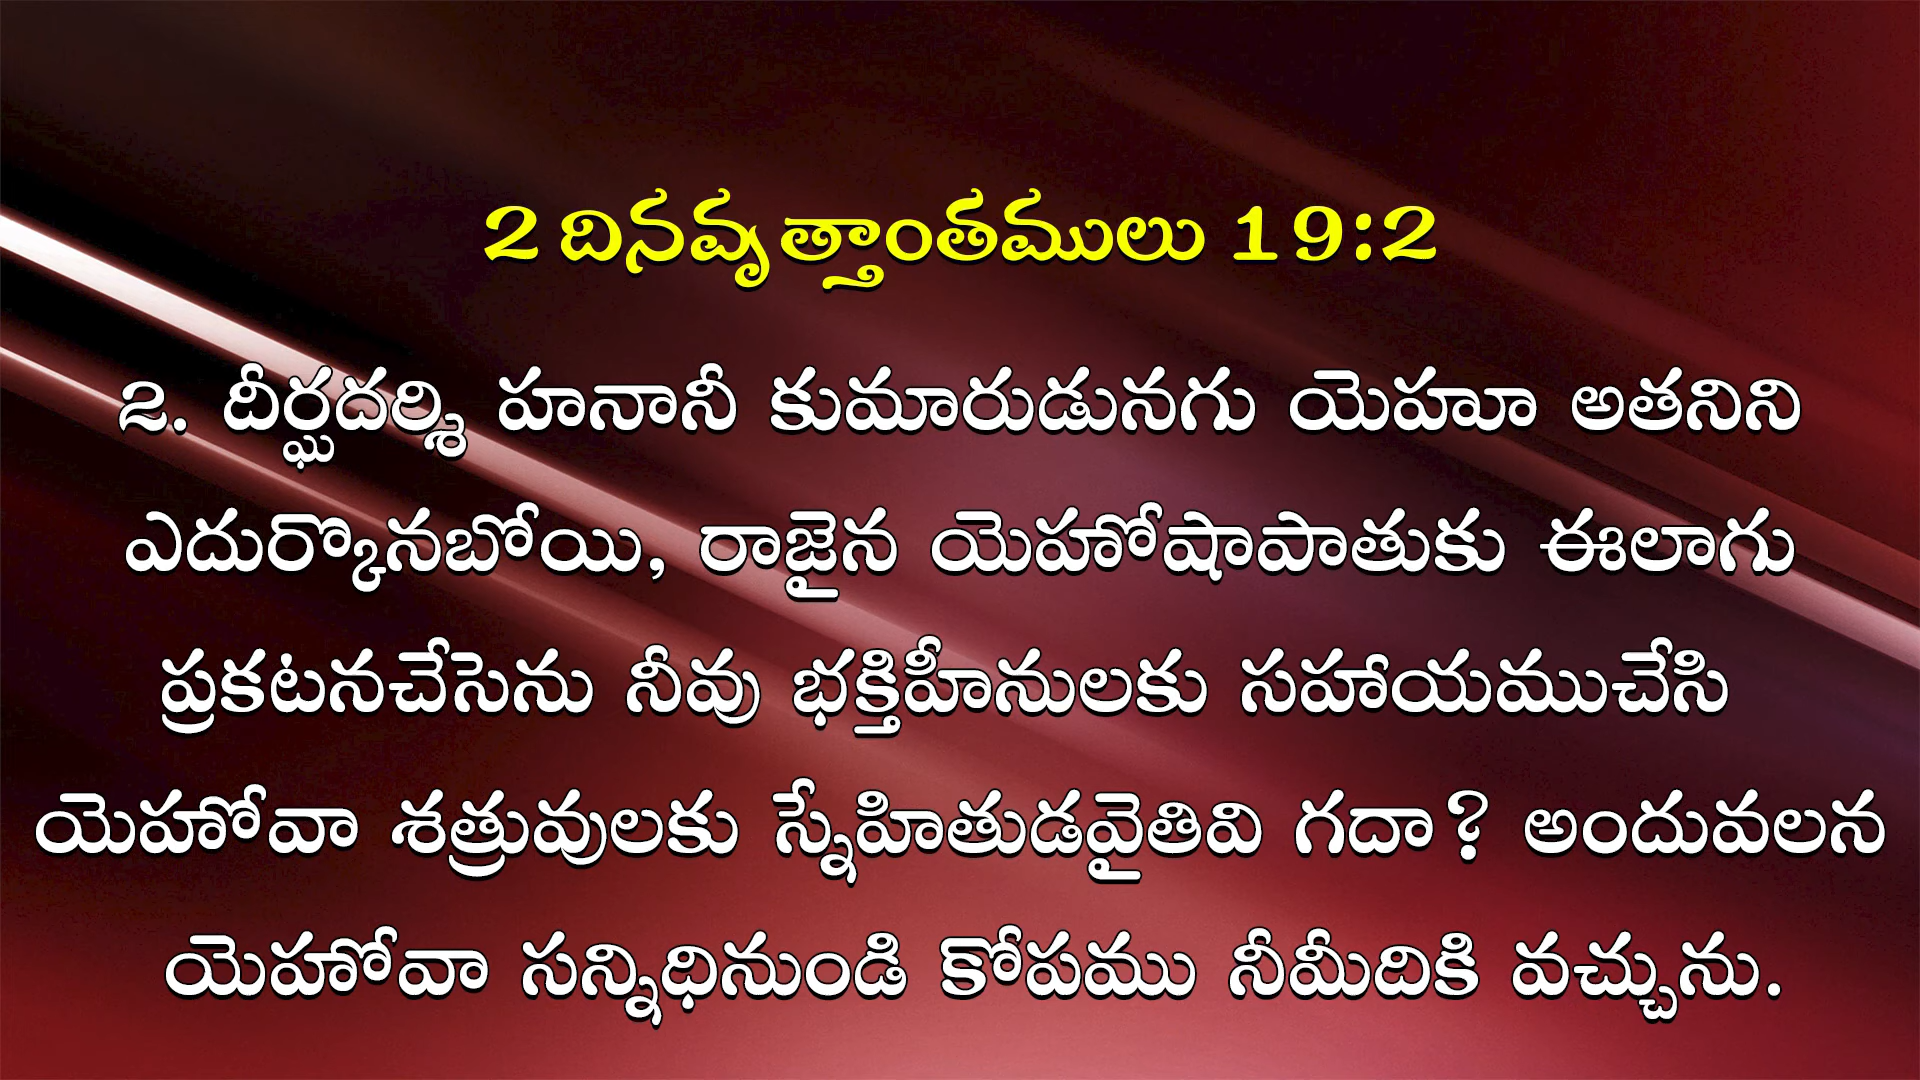 2 దినవృత్తాంతములు 19:2
2. దీర్ఘదర్శి హనానీ కుమారుడునగు యెహూ అతనిని
ఎదుర్కొనబోయి, రాజైన యెహోషాపాతుకు ఈలాగు
ప్రకటనచేసెను నీవు భక్తిహీనులకు సహాయముచేసి
యెహోవా శత్రువులకు స్నేహితుడవైతివి గదా? అందువలన
యెహోవా సన్నిధినుండి కోపము నీమీదికి వచ్చును.